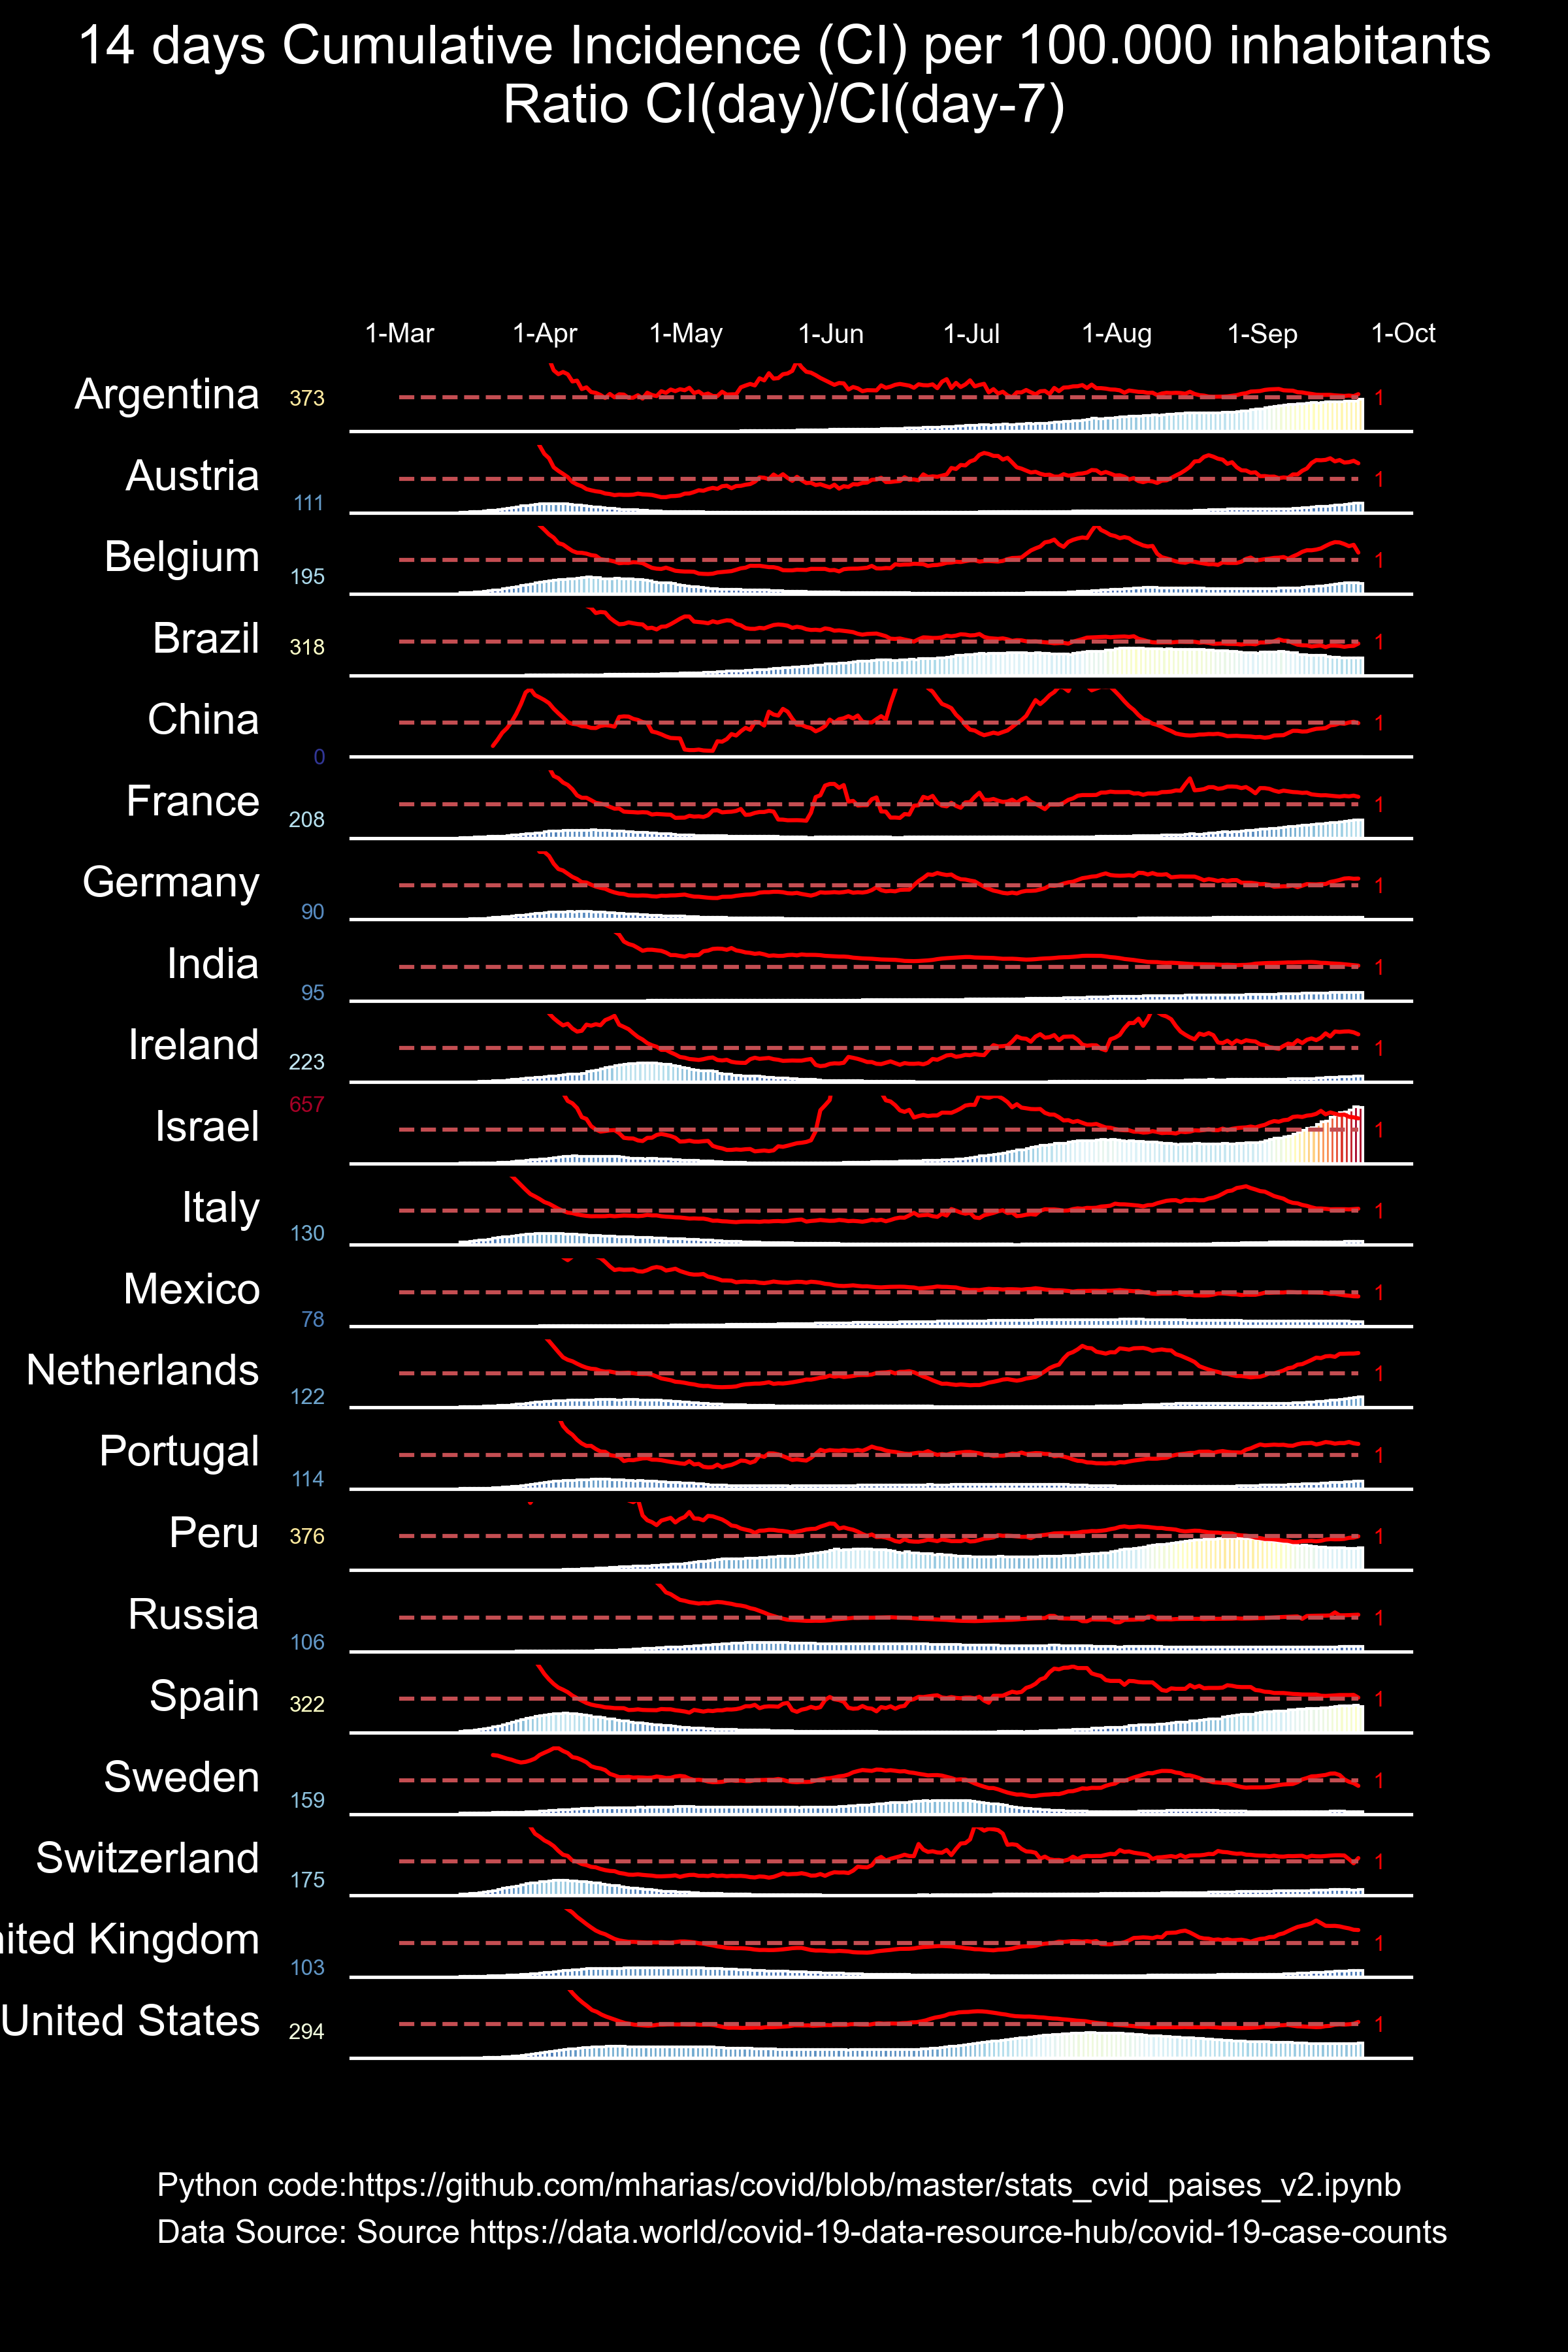 14 days Cumulative Incidence (CI) per 100.000 inhabitants
Ratio CI(day)/CI(day-7)
1-Mar 1-Apr 1-May 1-Jun 1-Jul 1-Aug 1-Sep 1-Oct
Argentina 373 1
Austria 111 1
Belgium 195 1
Brazil 318 1
China 0 1
France 208 1
Germany 90 1
India 95 1
Ireland 223 1
Israel 657 1
Italy 130 1
Mexico 78 1
Netherlands 122 1
Portugal 114 1
Peru 376 1
Russia 106 1
Spain 322 1
Sweden 159 1
Switzerland 175 1
ited Kingdom 103 1
United States 294 1
Python code:https://github.com/mharias/covid/blob/master/stats_cvid_paises_v2.ipynb
Data Source: Source https://data.world/covid-19-data-resource-hub/covid-19-case-counts